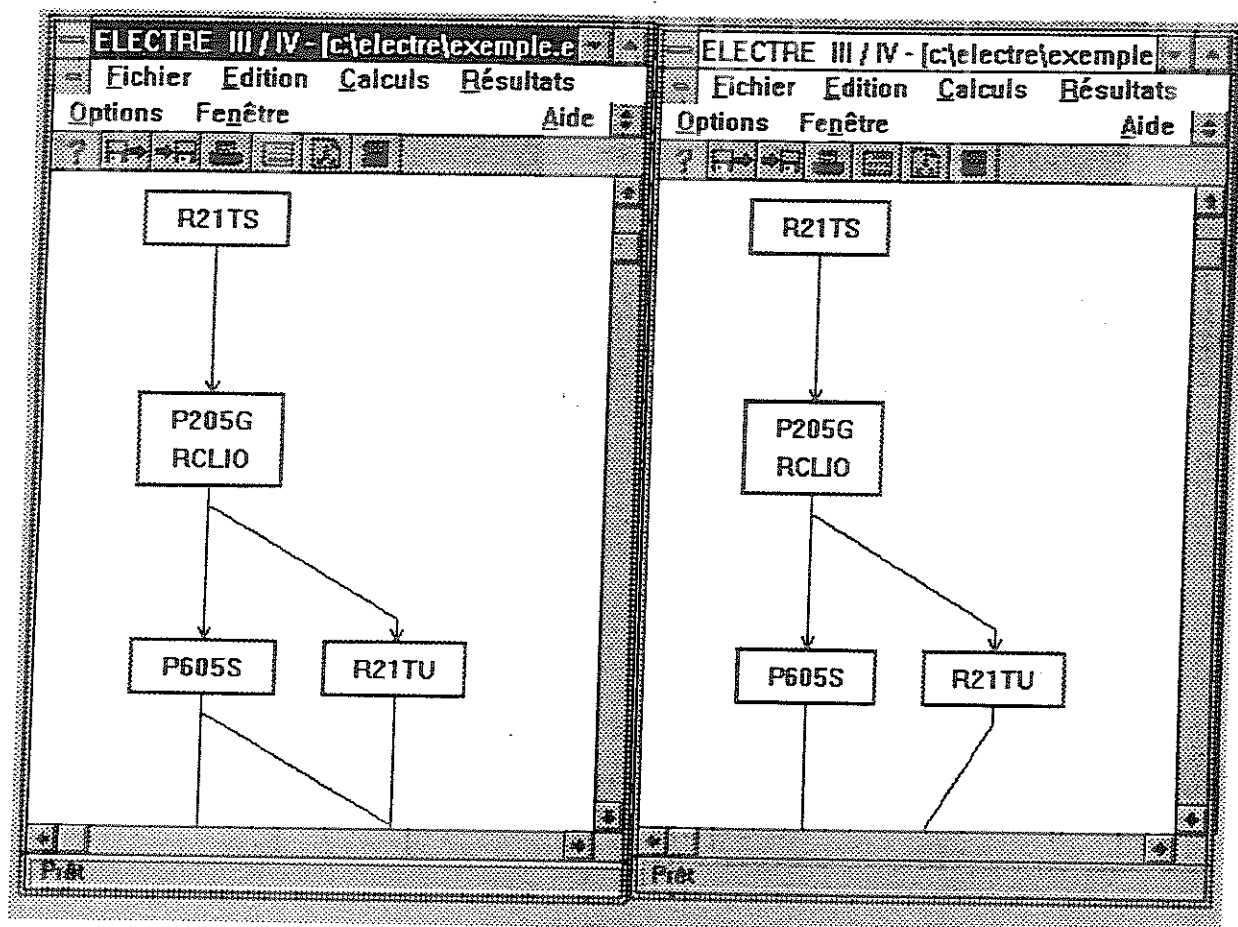 ELECTRE III / IV - [c:\electre\exemple.e
Fichier Edition Calculs Résultats
Options Fenêtre Aide
?
R21TS
P205G
RCLIO
P605S R21TU
Prêt
ELECTRE III / IV - [c:\electre\exemple
Fichier Edition Calculs Résultats
Options Fenêtre Aide
?
R21TS
P205G
RCLIO
P605S R21TU
Prêt